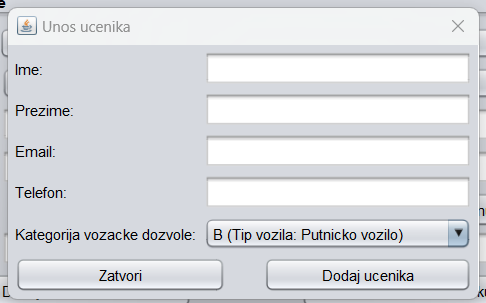 Unos ucenika
Ime:
Prezime:
Email:
Telefon:
Kategorija vozacke dozvole: B (Tip vozila: Putnicko vozilo)
Zatvori Dodaj ucenika